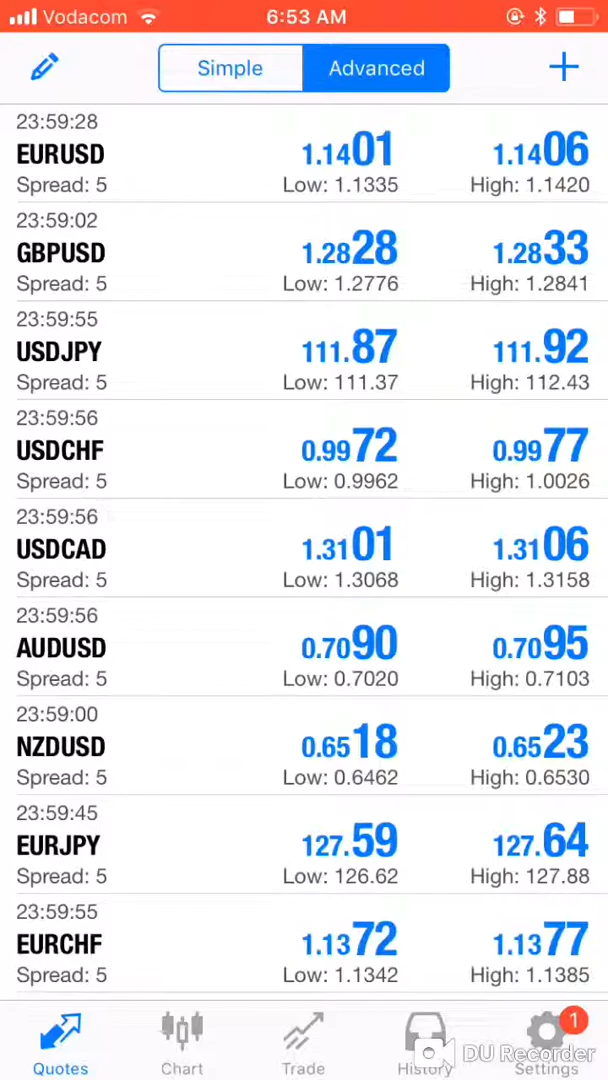 Vodacom 6:53 AM
Simple Advanced
23:59:28
EURUSD 1.1401 1.1406
Spread: 5 Low: 1.1335 High: 1.1420
23:59:02
GBPUSD 1.2828 1.2833
Spread: 5 Low: 1.2776 High: 1.2841
23:59:55
USDJPY 111.87 111.92
Spread: 5 Low: 111.37 High: 112.43
23:59:56
USDCHF 0.9972 0.9977
Spread: 5 Low: 0.9962 High: 1.0026
23:59:56
USDCAD 1.3101 1.3106
Spread: 5 Low: 1.3068 High: 1.3158
23:59:56
AUDUSD 0.7090 0.7095
Spread: 5 Low: 0.7020 High: 0.7103
23:59:00
NZDUSD 0.6518 0.6523
Spread: 5 Low: 0.6462 High: 0.6530
23:59:45
EURJPY 127.59 127.64
Spread: 5 Low: 126.62 High: 127.88
23:59:55
EURCHF 1.1372 1.1377
Spread: 5 Low: 1.1342 High: 1.1385
1
DU Recorder
Quotes Chart Trade History Settings